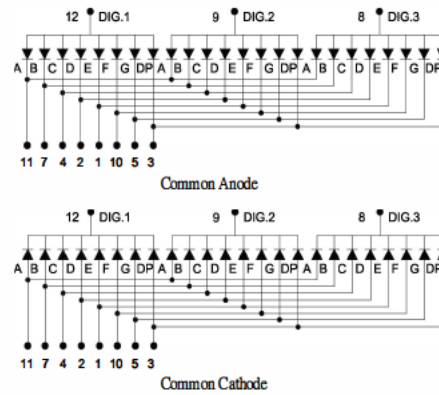 12 DIG.1 9 DIG.2 8 DIG.3
A B C D E F G DP A B C D E F G DP A B C D E F G DP
11 7 4 2 1 10 5 3
Common Anode
12 DIG.1 9 DIG.2 8 DIG.3
A B C D E F G DP A B C D E F G DP A B C D E F G DP
11 7 4 2 1 10 5 3
Common Cathode